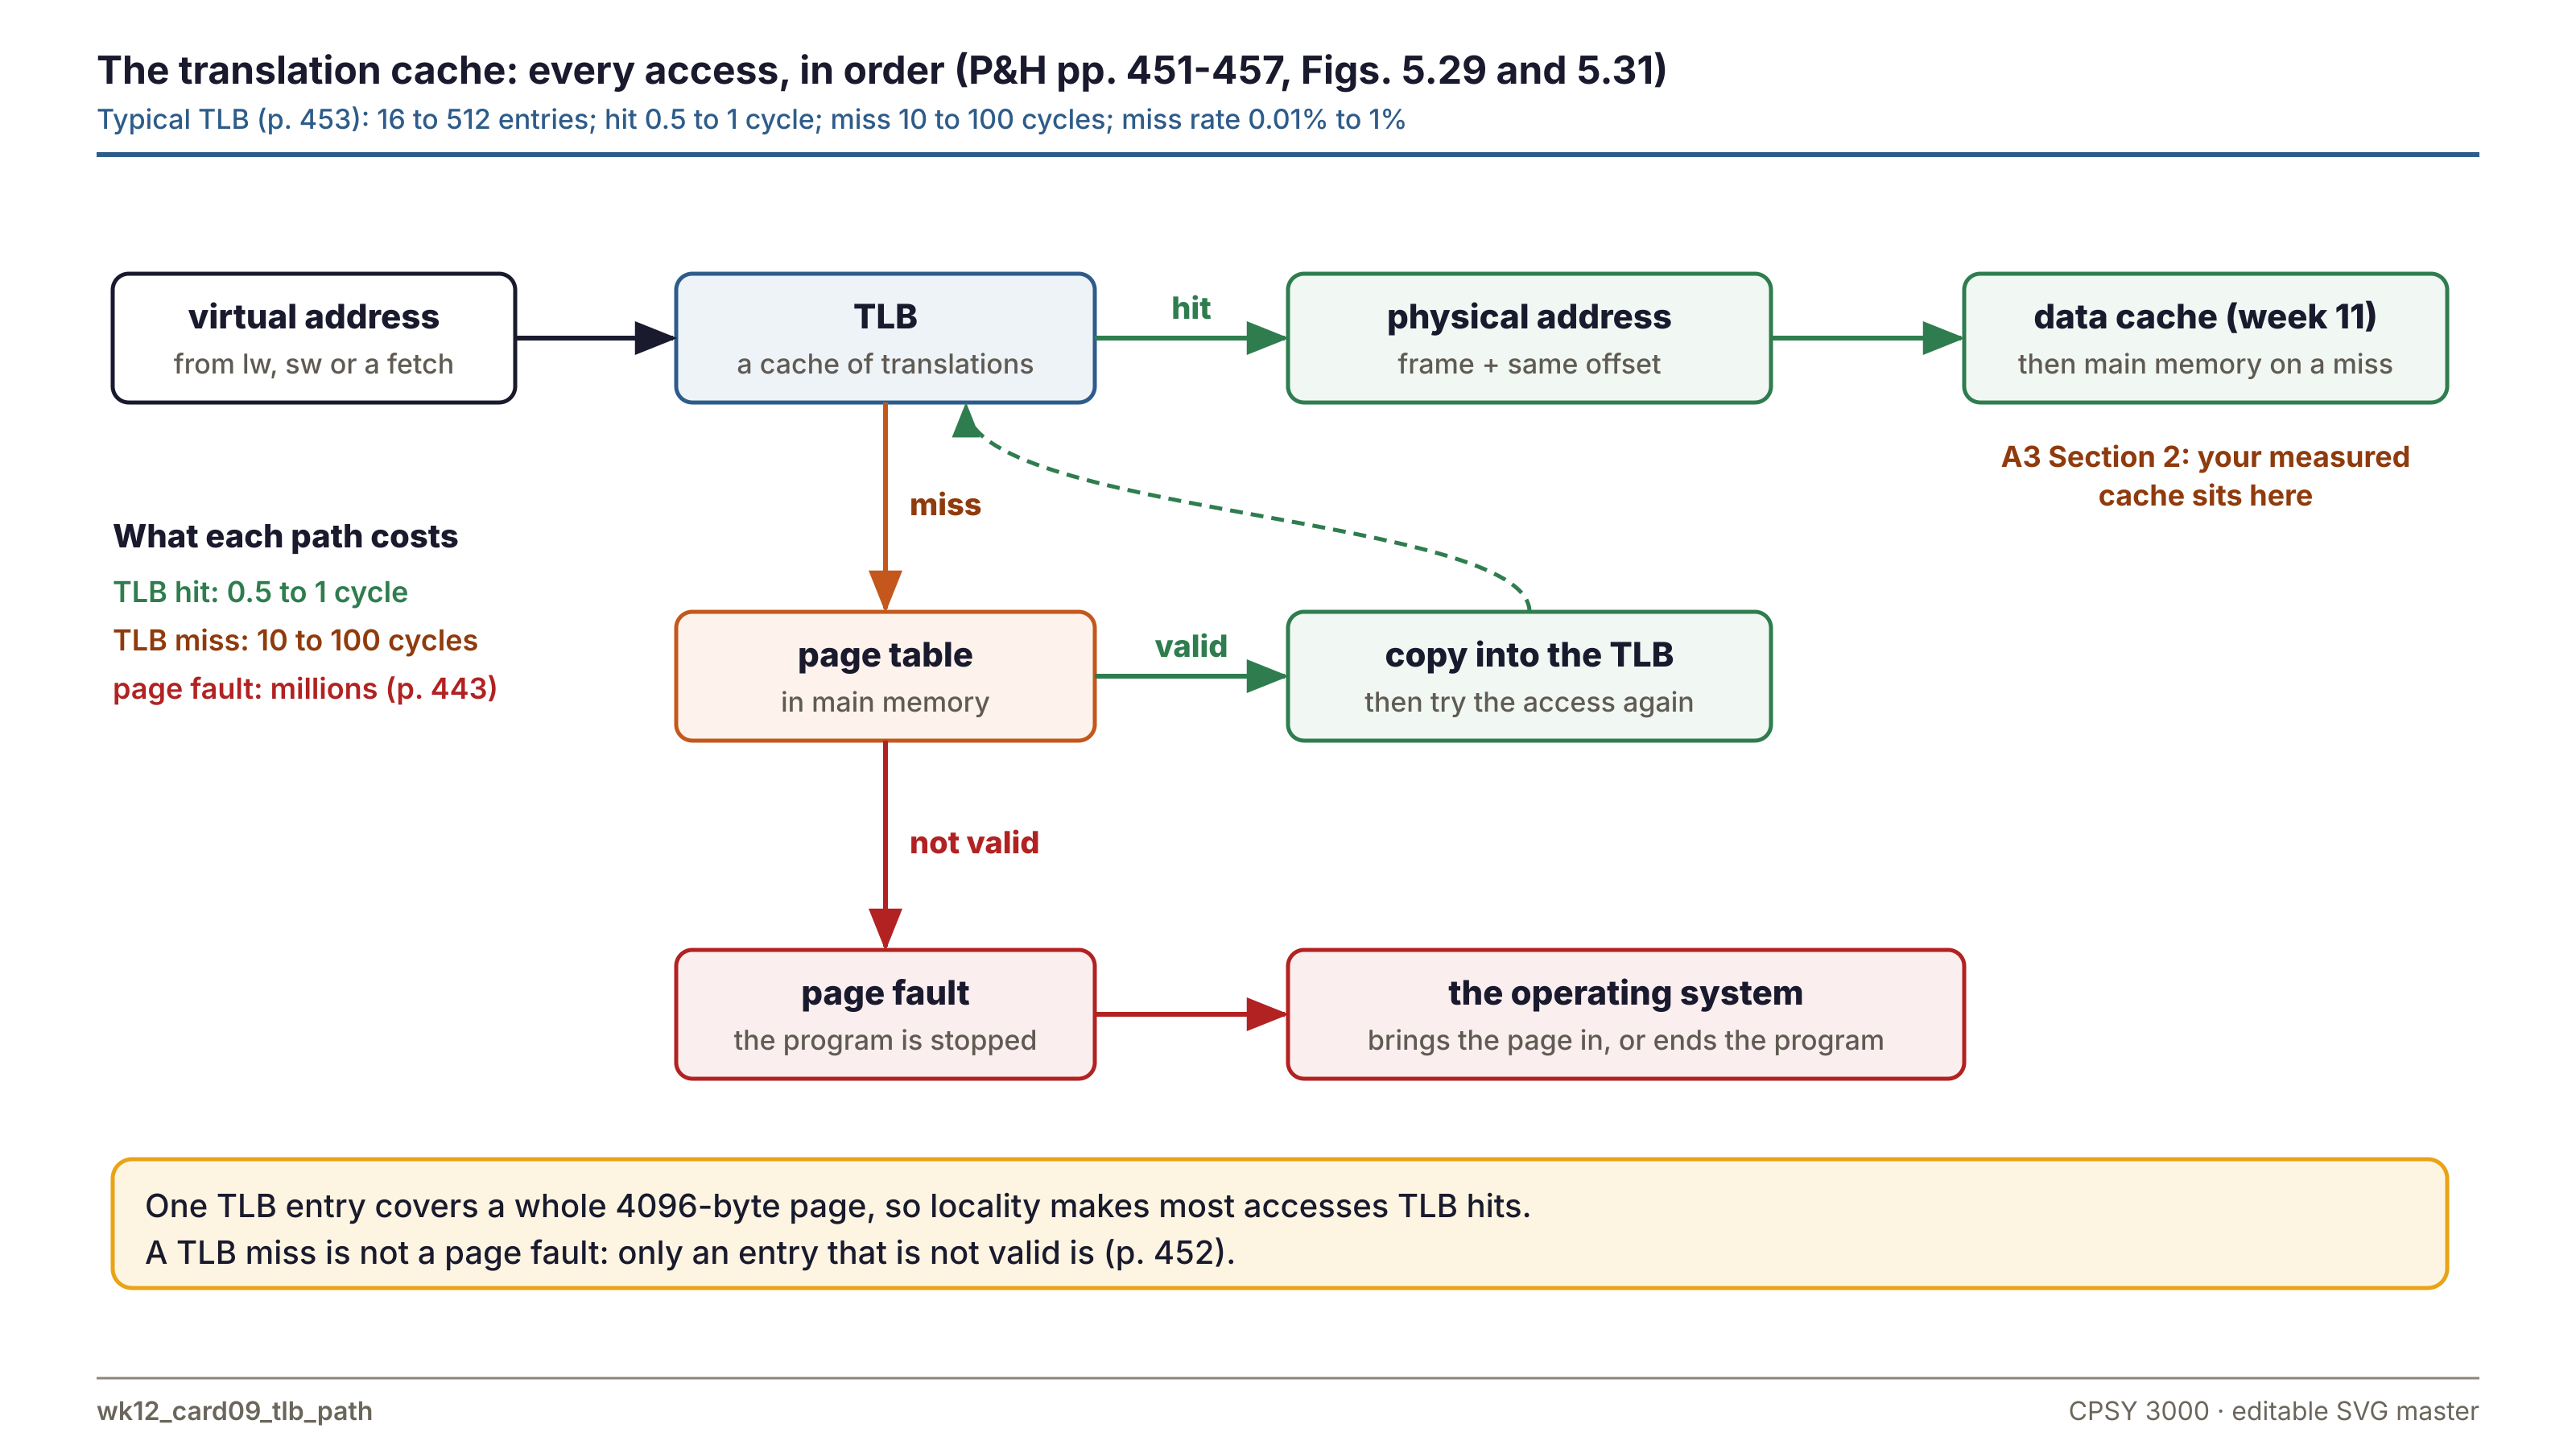 The translation cache: every access, in order (P&H pp. 451-457, Figs. 5.29 and 5.31)
Typical TLB (p. 453): 16 to 512 entries; hit 0.5 to 1 cycle; miss 10 to 100 cycles; miss rate 0.01% to 1%
virtual address
from lw, sw or a fetch
TLB
a cache of translations
hit
physical address
frame + same offset
data cache (week 11)
then main memory on a miss
A3 Section 2: your measured
cache sits here
miss
What each path costs
TLB hit: 0.5 to 1 cycle
TLB miss: 10 to 100 cycles
page fault: millions (p. 443)
page table
in main memory
valid
copy into the TLB
then try the access again
not valid
page fault
the program is stopped
the operating system
brings the page in, or ends the program
One TLB entry covers a whole 4096-byte page, so locality makes most accesses TLB hits.
A TLB miss is not a page fault: only an entry that is not valid is (p. 452).
wk12_card09_tlb_path
CPSY 3000 · editable SVG master